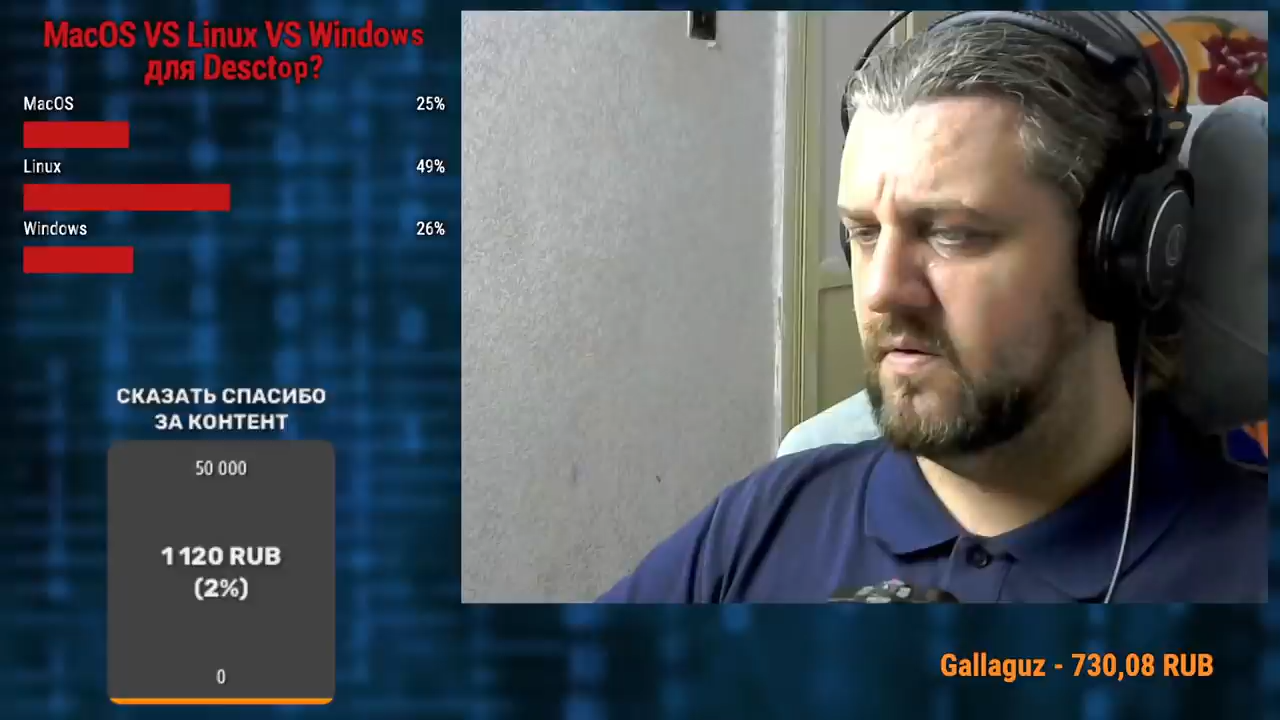 MacOS VS Linux VS Windows
для Desctop?
MacOS 25%
Linux 49%
Windows 26%
СКАЗАТЬ СПАСИБО
ЗА КОНТЕНТ
50 000
1 120 RUB
(2%)
0
Gallaguz - 730,08 RUB